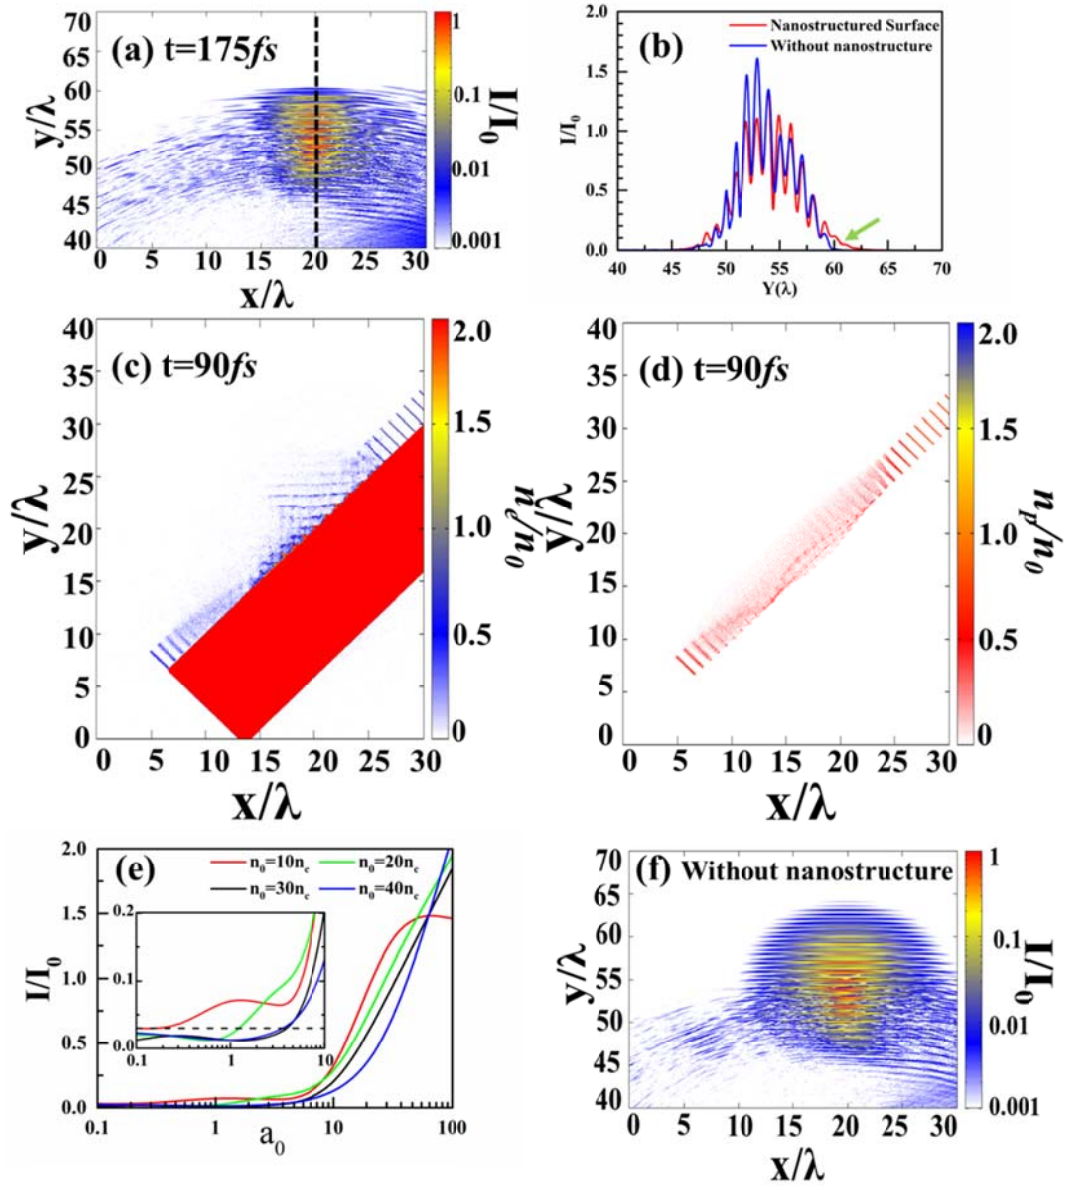 (a) t=175fs
70
65
60
55
50
45
40
y/λ
0 5 10 15 20 25 30
x/λ
1
0.1
0.01
0.001
I/I0
(b)
Nanostructured Surface
Without nanostructure
2.0
1.5
1.0
0.5
0.0
I/I0
40 45 50 55 60 65 70
Y(λ)
(c) t=90fs
40
35
30
25
20
15
10
5
0
y/λ
0 5 10 15 20 25 30
x/λ
2.0
1.5
1.0
0.5
0
ne/n0
(d) t=90fs
40
35
30
25
20
15
10
5
0
y/λ
0 5 10 15 20 25 30
x/λ
2.0
1.5
1.0
0.5
0
np/n0
(e)
n0=10nc n0=20nc
n0=30nc n0=40nc
2.0
1.5
1.0
0.5
0.0
I/I0
0.2
0.1
0.0
0.1 1 10
0.1 1 10 100
a0
(f) Without nanostructure
70
65
60
55
50
45
40
y/λ
0 5 10 15 20 25 30
x/λ
1
0.1
0.01
0.001
I/I0